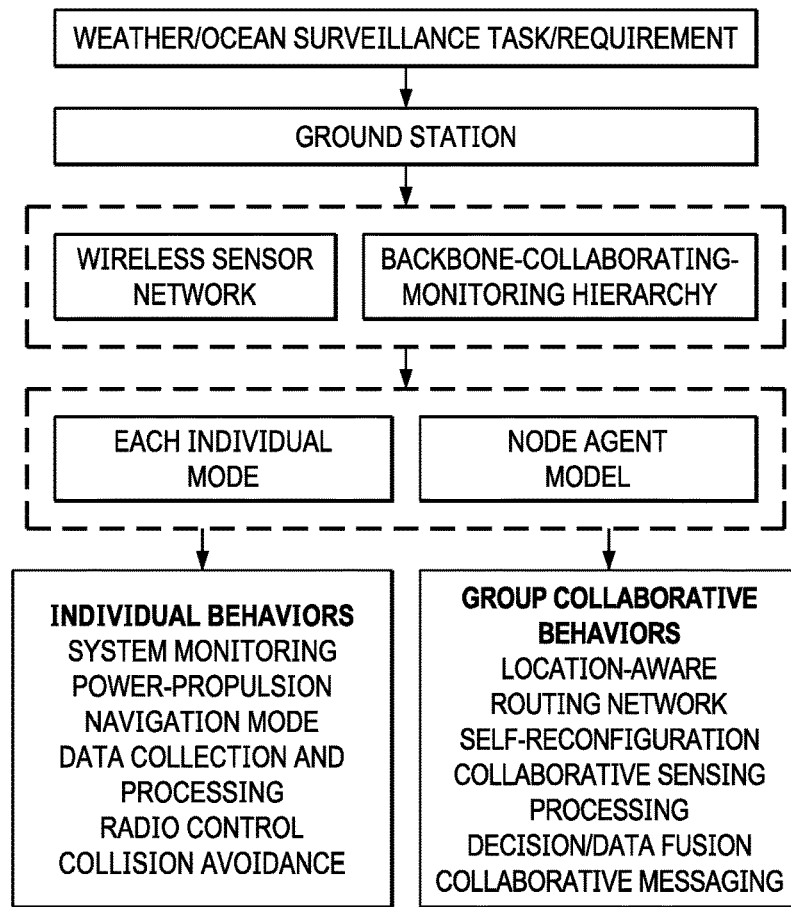 WEATHER/OCEAN SURVEILLANCE TASK/REQUIREMENT
GROUND STATION
WIRELESS SENSOR
NETWORK
BACKBONE-COLLABORATING-
MONITORING HIERARCHY
EACH INDIVIDUAL
MODE
NODE AGENT
MODEL
INDIVIDUAL BEHAVIORS
SYSTEM MONITORING
POWER-PROPULSION
NAVIGATION MODE
DATA COLLECTION AND
PROCESSING
RADIO CONTROL
COLLISION AVOIDANCE
GROUP COLLABORATIVE
BEHAVIORS
LOCATION-AWARE
ROUTING NETWORK
SELF-RECONFIGURATION
COLLABORATIVE SENSING
PROCESSING
DECISION/DATA FUSION
COLLABORATIVE MESSAGING